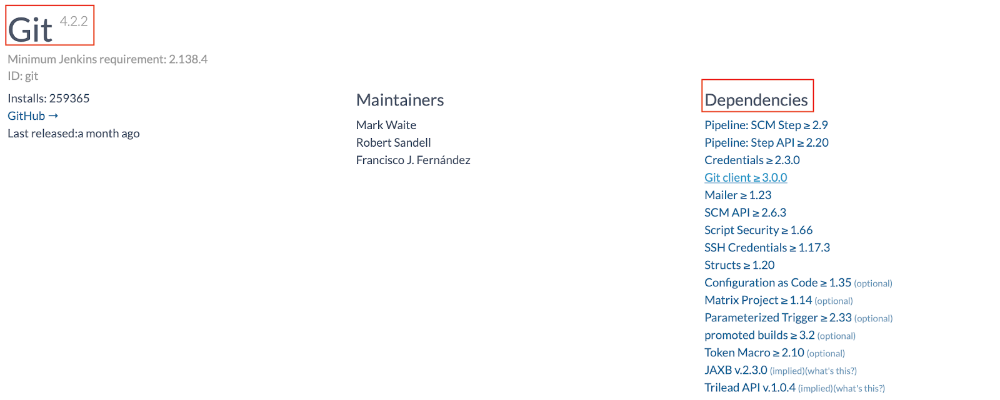 Git 4.2.2
Minimum Jenkins requirement: 2.138.4
ID: git
Installs: 259365
GitHub →
Last released:a month ago
Maintainers
Mark Waite
Robert Sandell
Francisco J. Fernández
Dependencies
Pipeline: SCM Step ≥ 2.9
Pipeline: Step API ≥ 2.20
Credentials ≥ 2.3.0
Git client ≥ 3.0.0
Mailer ≥ 1.23
SCM API ≥ 2.6.3
Script Security ≥ 1.66
SSH Credentials ≥ 1.17.3
Structs ≥ 1.20
Configuration as Code ≥ 1.35 (optional)
Matrix Project ≥ 1.14 (optional)
Parameterized Trigger ≥ 2.33 (optional)
promoted builds ≥ 3.2 (optional)
Token Macro ≥ 2.10 (optional)
JAXB v.2.3.0 (implied)(what's this?)
Trilead API v.1.0.4 (implied)(what's this?)